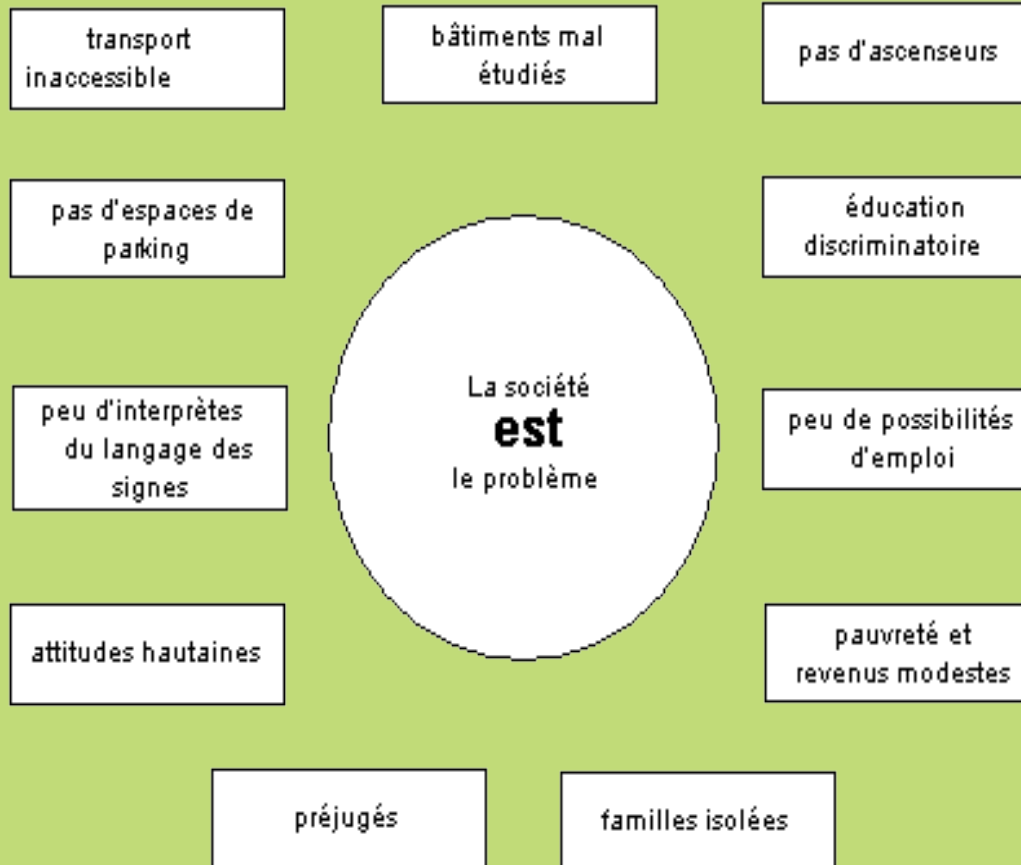 transport
inaccessible
bâtiments mal
étudiés
pas d'ascenseurs
pas d'espaces de
parking
éducation
discriminatoire
La société
est
le problème
peu d'interprètes
du langage des
signes
peu de possibilités
d'emploi
attitudes hautaines
pauvreté et
revenus modestes
préjugés
familles isolées